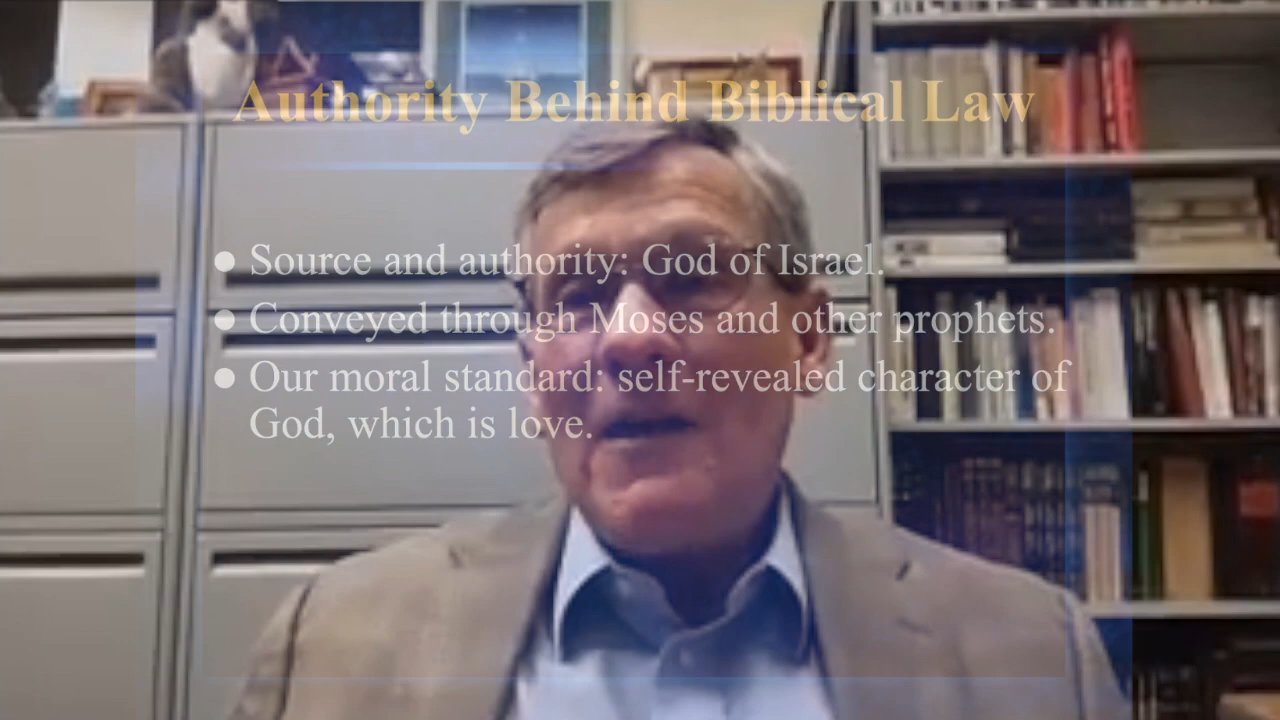 Authority Behind Biblical Law
● Source and authority: God of Israel.
● Conveyed through Moses and other prophets.
● Our moral standard: self-revealed character of
God, which is love.